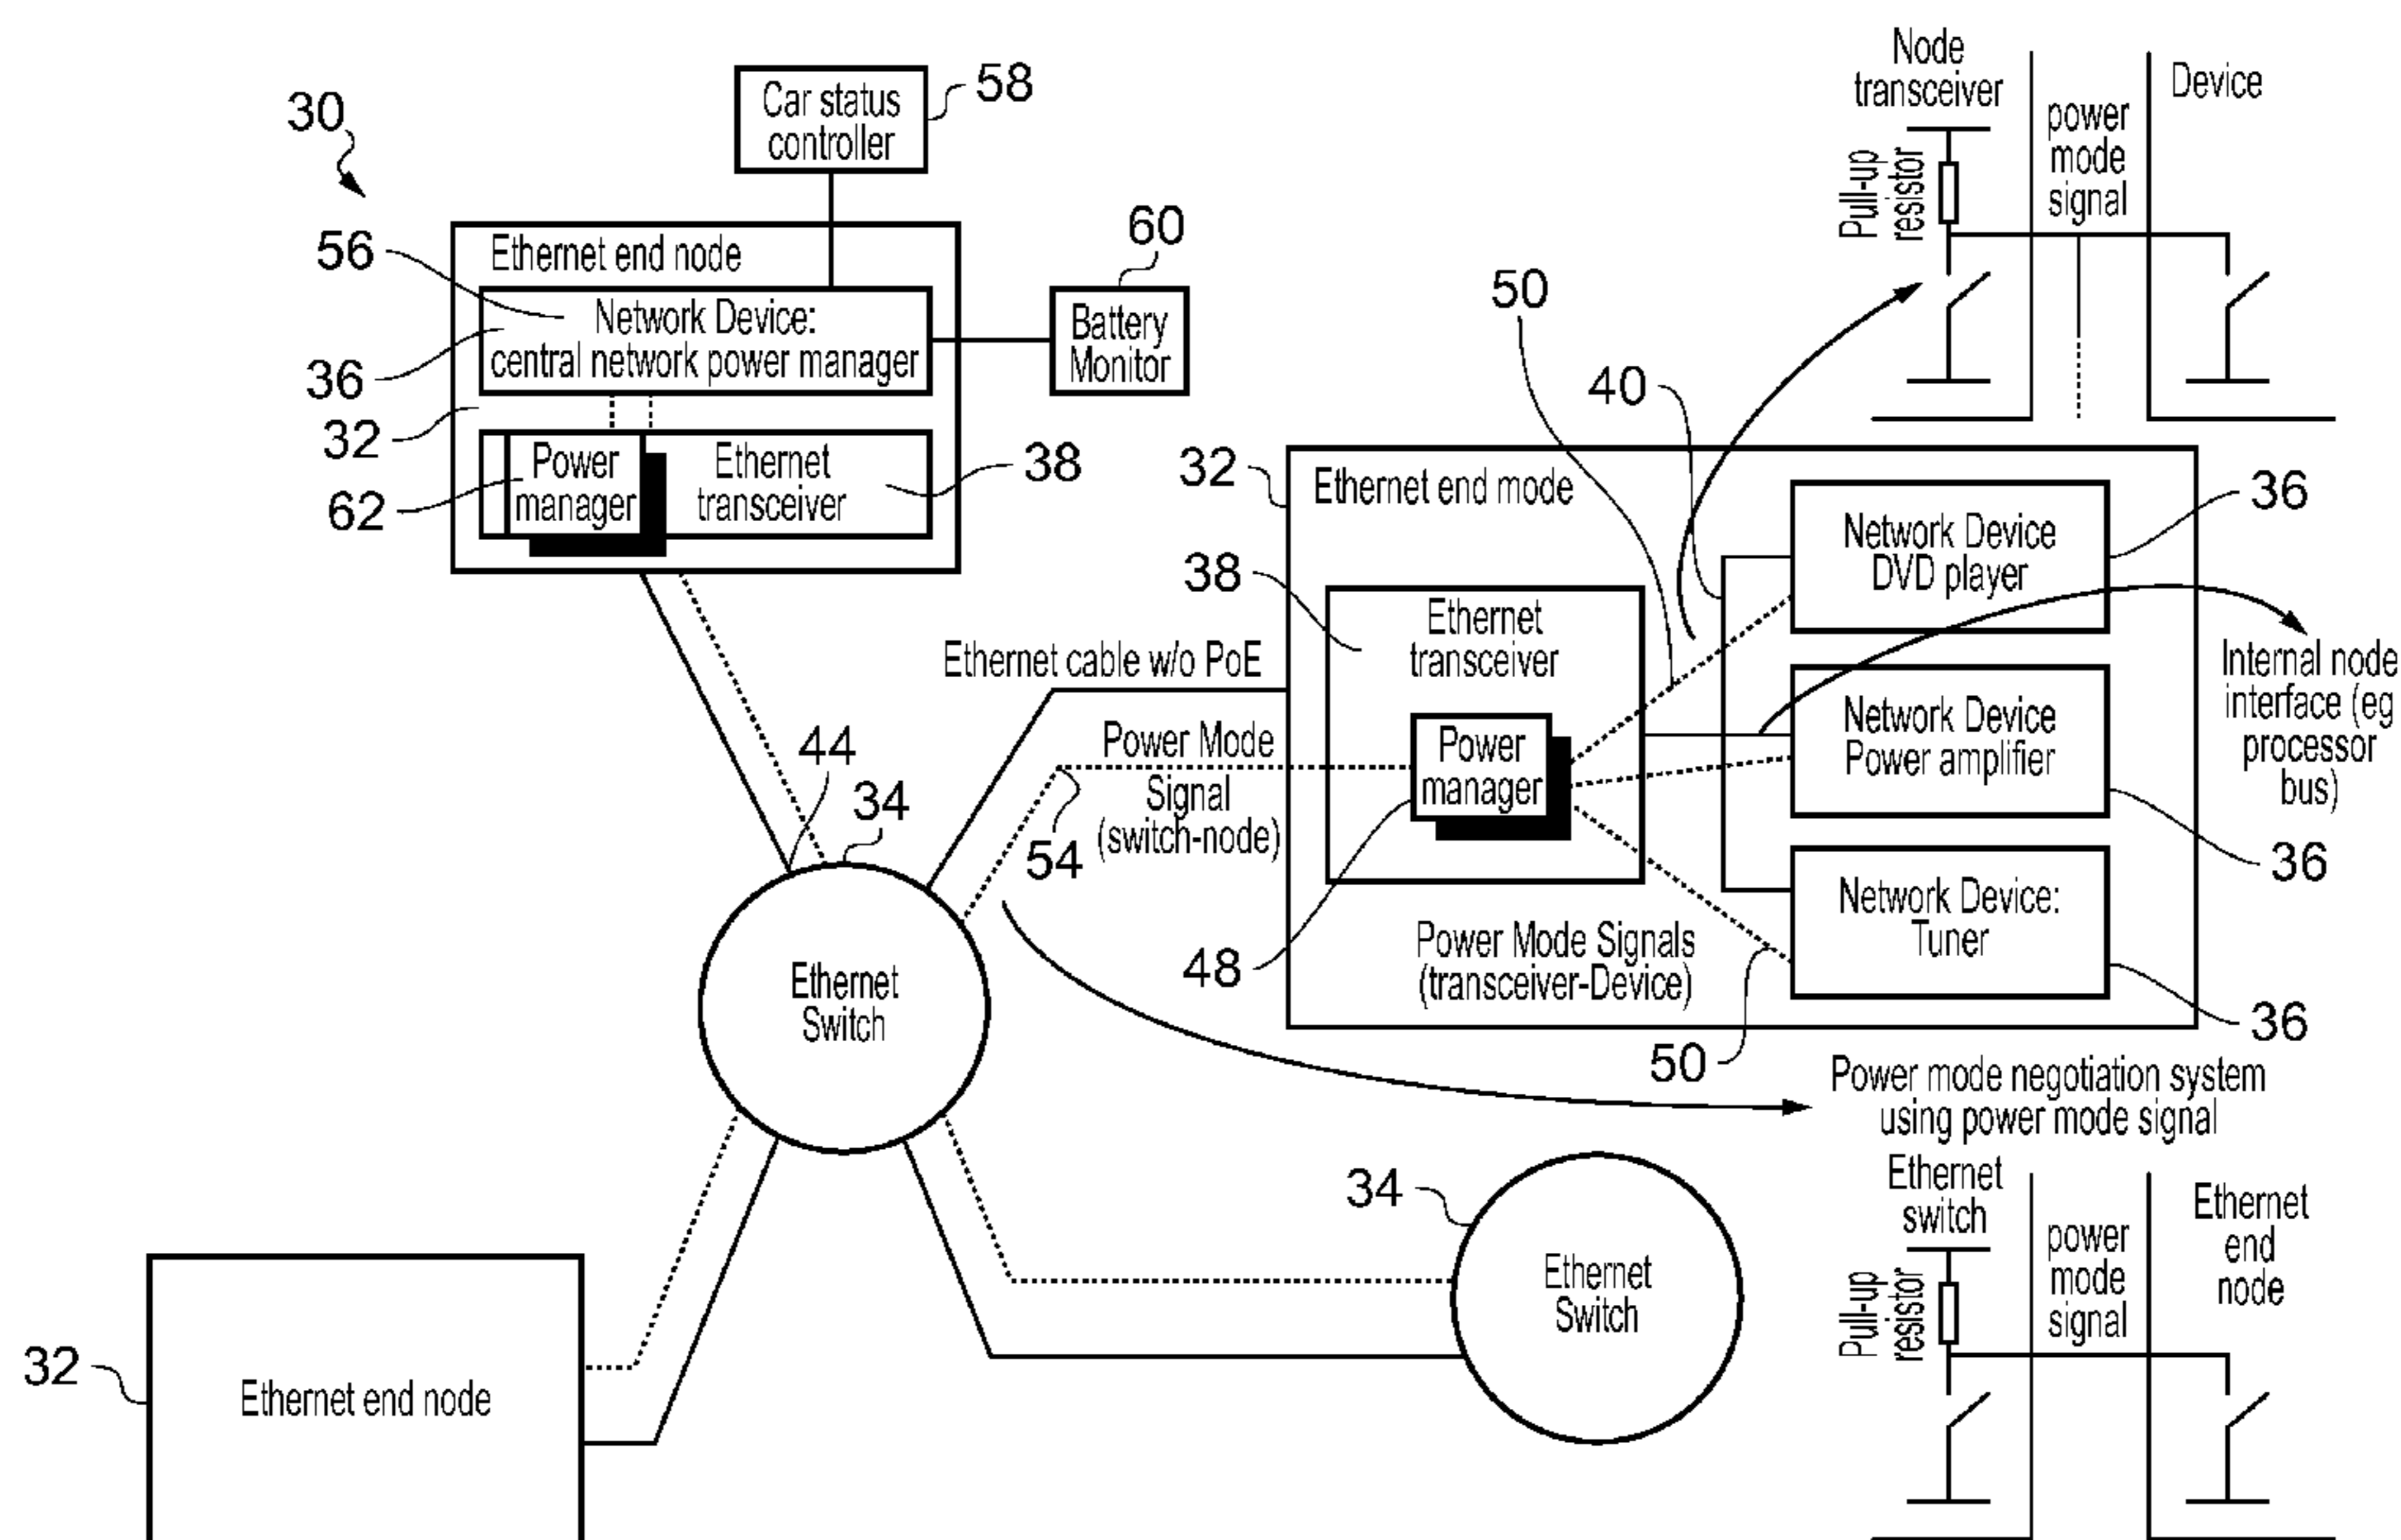 30
Car status
controller
58
56
Ethernet end node
60
Network Device:
central network power manager
36
Battery
Monitor
32
Power
manager
Ethernet
transceiver
38
62
Node
transceiver
power
mode
signal
Device
Pull-up
resistor
50
40
32
Ethernet end mode
38
Ethernet
transceiver
Power
manager
48
Network Device
DVD player
36
Network Device
Power amplifier
36
Network Device:
Tuner
36
Internal node
interface (eg
processor
bus)
Power Mode Signals
(transceiver-Device)
50
Ethernet cable w/o PoE
Power Mode
Signal
(switch-node)
54
44
34
Ethernet
Switch
Power mode negotiation system
using power mode signal
34
Ethernet
Switch
Ethernet
switch
power
mode
signal
Ethernet
end
node
Pull-up
resistor
32
Ethernet end node